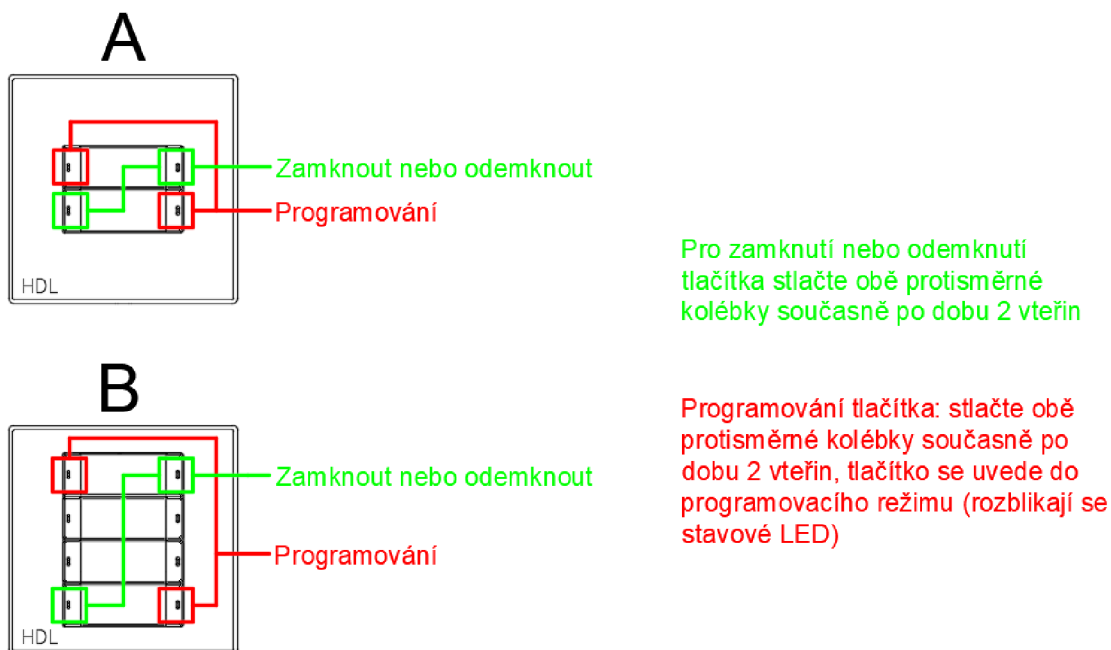 A
Zamknout nebo odemknout
Programování
HDL
Pro zamknutí nebo odemknutí
tlačítka stlačte obě protisměrné
kolébky současně po dobu 2 vteřin
B
Zamknout nebo odemknout
Programování
HDL
Programování tlačítka: stlačte obě
protisměrné kolébky současně po
dobu 2 vteřin, tlačítko se uvede do
programovacího režimu (rozblikají se
stavové LED)